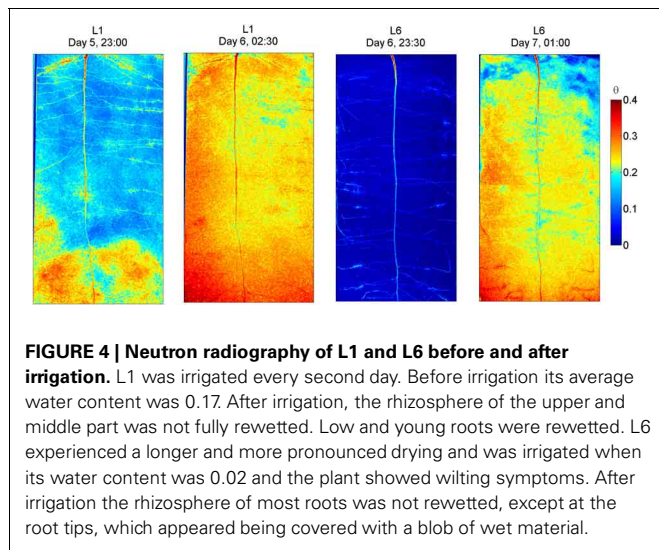 L1
Day 5, 23:00
L1
Day 6, 02:30
L6
Day 6, 23:30
L6
Day 7, 01:00
θ
0.4
0.3
0.2
0.1
0
FIGURE 4 | Neutron radiography of L1 and L6 before and after
irrigation. L1 was irrigated every second day. Before irrigation its average
water content was 0.17. After irrigation, the rhizosphere of the upper and
middle part was not fully rewetted. Low and young roots were rewetted. L6
experienced a longer and more pronounced drying and was irrigated when
its water content was 0.02 and the plant showed wilting symptoms. After
irrigation the rhizosphere of most roots was not rewetted, except at the
root tips, which appeared being covered with a blob of wet material.